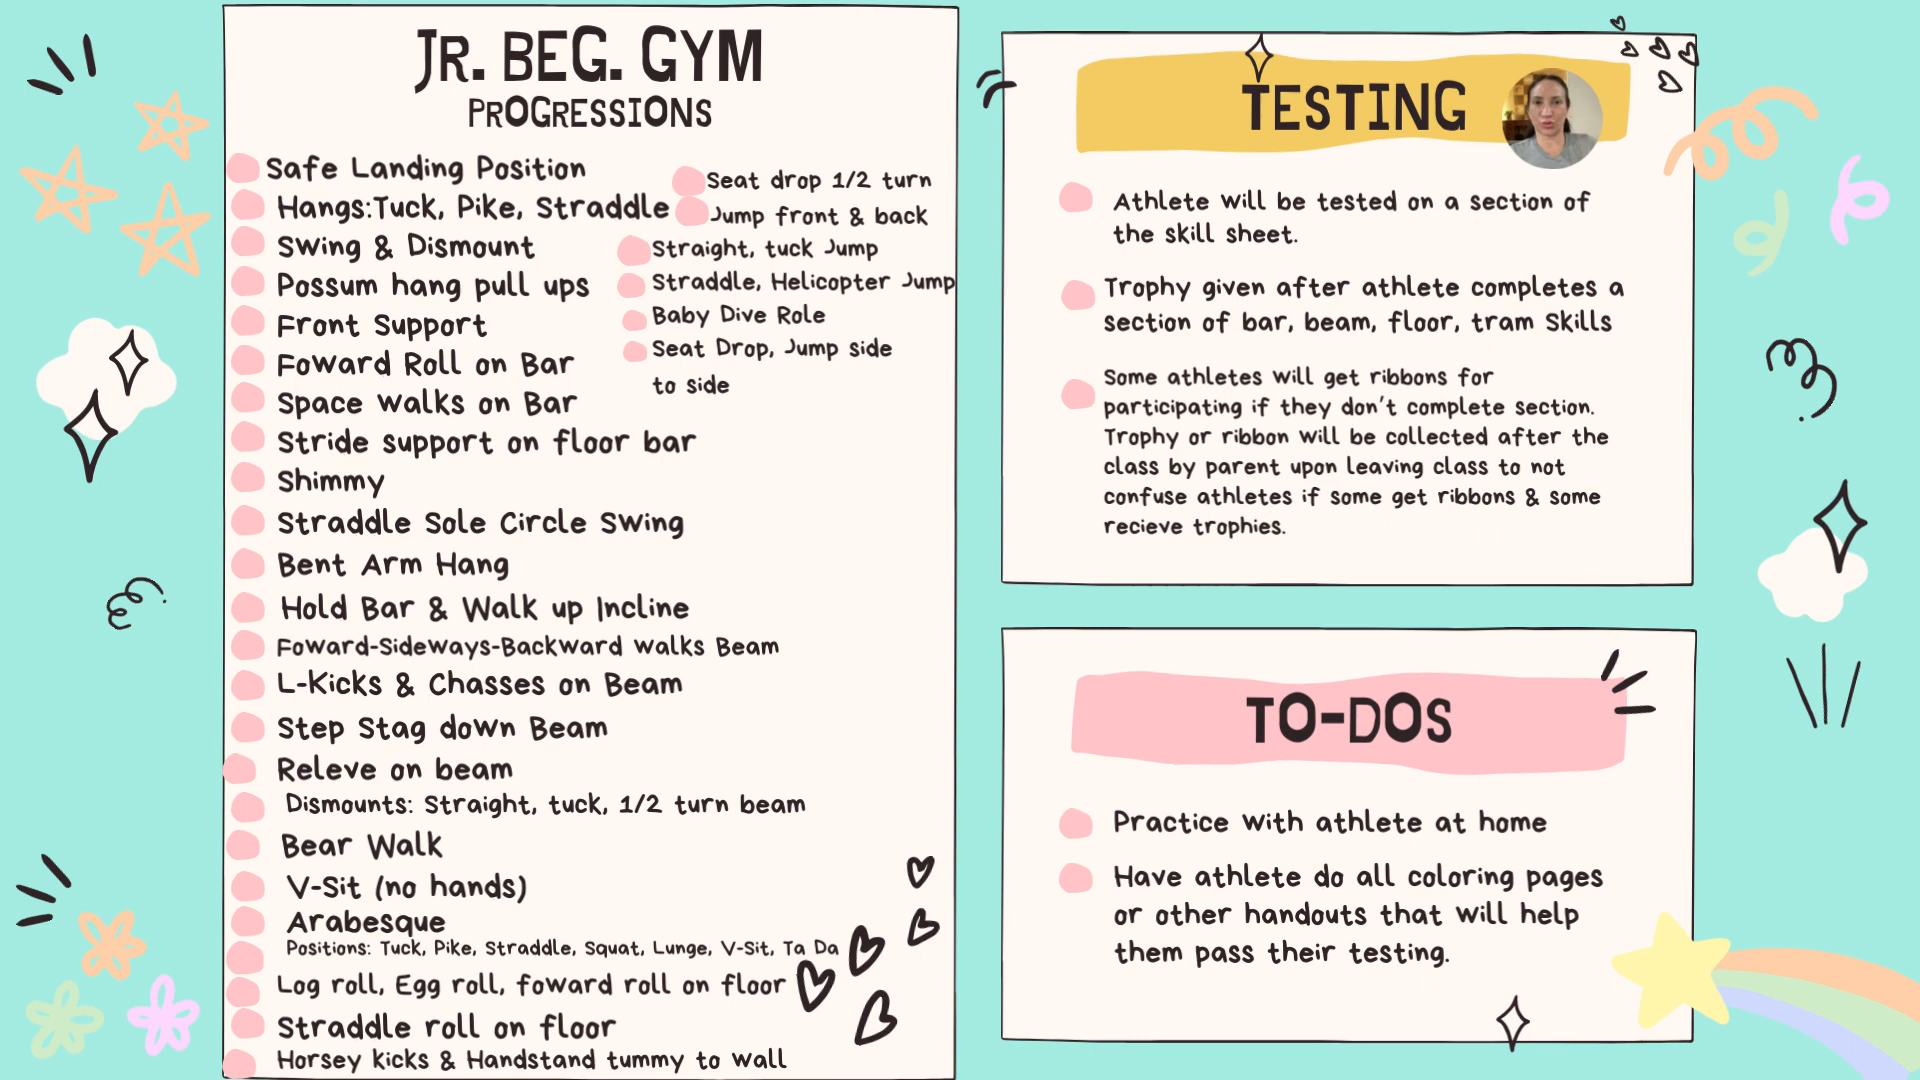 JR. BEG. GYM
PROGRESSIONS
Safe Landing Position
Hangs:Tuck, Pike, Straddle
Swing & Dismount
Possum hang pull ups
Front Support
Foward Roll on Bar
Space walks on Bar
Stride support on floor bar
Shimmy
Straddle Sole Circle Swing
Bent Arm Hang
Hold Bar & Walk up Incline
Foward-Sideways-Backward walks Beam
L-Kicks & Chasses on Beam
Step Stag down Beam
Releve on beam
Dismounts: Straight, tuck, 1/2 turn beam
Bear Walk
V-Sit (no hands)
Arabesque
Positions: Tuck, Pike, Straddle, Squat, Lunge, V-Sit, Ta Da
Log roll, Egg roll, foward roll on floor
Straddle roll on floor
Horsey kicks & Handstand tummy to wall
Seat drop 1/2 turn
Jump front & back
Straight, tuck Jump
Straddle, Helicopter Jump
Baby Dive Role
Seat Drop, Jump side
to side
TESTING
Athlete will be tested on a section of
the skill sheet.
Trophy given after athlete completes a
section of bar, beam, floor, tram Skills
Some athletes will get ribbons for
participating if they don't complete section.
Trophy or ribbon will be collected after the
class by parent upon leaving class to not
confuse athletes if some get ribbons & some
recieve trophies.
TO-DOS
Practice with athlete at home
Have athlete do all coloring pages
or other handouts that will help
them pass their testing.